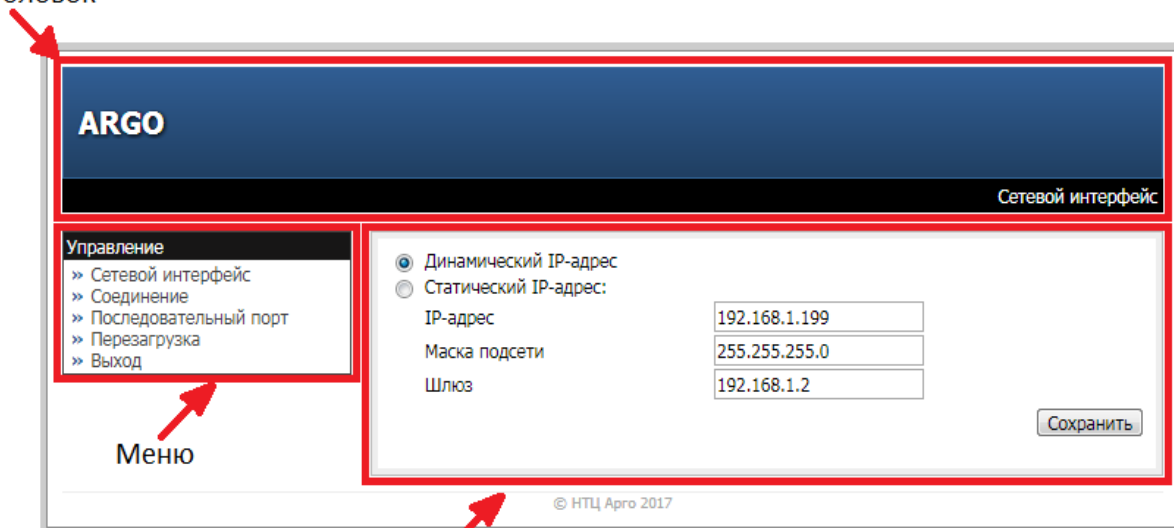 ARGO
Сетевой интерфейс
Управление
» Сетевой интерфейс
» Соединение
» Последовательный порт
» Перезагрузка
» Выход
Динамический IP-адрес
Статический IP-адрес:
IP-адрес 192.168.1.199
Маска подсети 255.255.255.0
Шлюз 192.168.1.2
Сохранить
Меню
© НТЦ Арго 2017